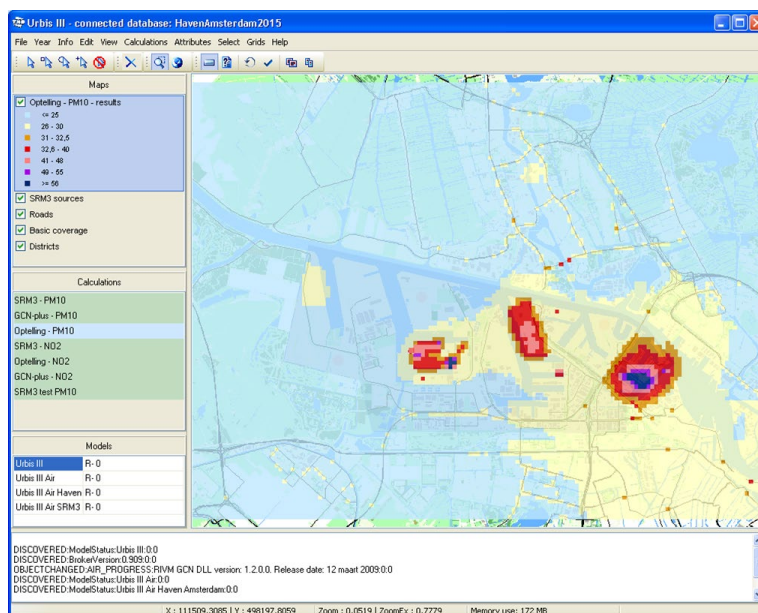 Urbis III - connected database: HavenAmsterdam2015
File Year Info Edit View Calculations Attributes Select Grids Help
Maps
Optelling - PM10 - results
<= 25
26 - 30
31 - 32,5
32,6 - 40
41 - 48
49 - 55
>= 56
SRM3 sources
Roads
Basic coverage
Districts
Calculations
SRM3 - PM10
GCN-plus - PM10
Optelling - PM10
SRM3 - NO2
Optelling - NO2
GCN-plus - NO2
SRM3 test PM10
Models
Urbis III R- 0
Urbis III Air R- 0
Urbis III Air Haven R- 0
Urbis III Air SRM3 R- 0
DISCOVERED:ModelStatus:Urbis III:0:0
DISCOVERED:BrokerVersion:0.909:0:0
OBJECTCHANGED:AIR_PROGRESS:RIVM GCN DLL version: 1.2.0.0. Release date: 12 maart 2009:0:0
DISCOVERED:ModelStatus:Urbis III Air:0:0
DISCOVERED:ModelStatus:Urbis III Air Haven Amsterdam:0:0
X : 111509,3085 | Y : 498197,8059 Zoom : 0,0519 | ZoomEx : 0,7779 Memory use: 172 MB